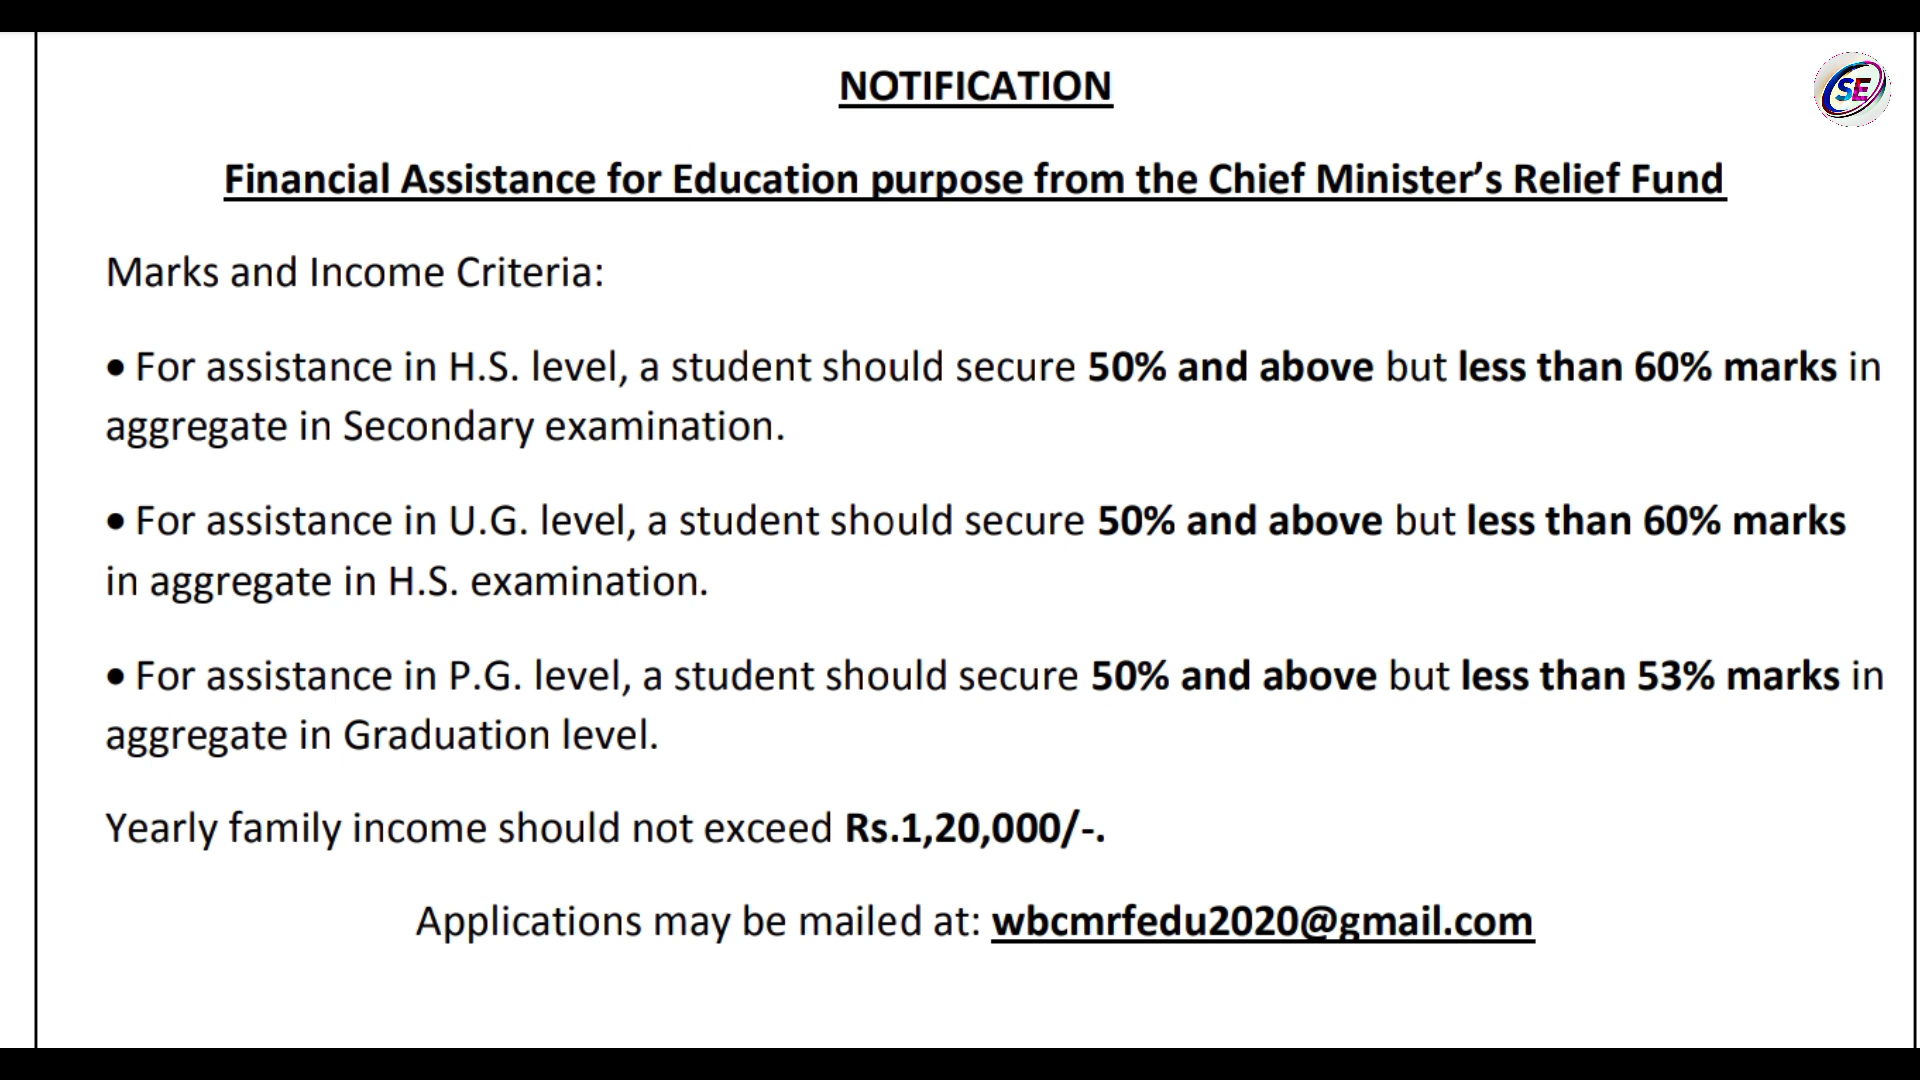 NOTIFICATION
SE
Financial Assistance for Education purpose from the Chief Minister’s Relief Fund
Marks and Income Criteria:
• For assistance in H.S. level, a student should secure 50% and above but less than 60% marks in
aggregate in Secondary examination.
• For assistance in U.G. level, a student should secure 50% and above but less than 60% marks
in aggregate in H.S. examination.
• For assistance in P.G. level, a student should secure 50% and above but less than 53% marks in
aggregate in Graduation level.
Yearly family income should not exceed Rs.1,20,000/-.
Applications may be mailed at: wbcmrfedu2020@gmail.com